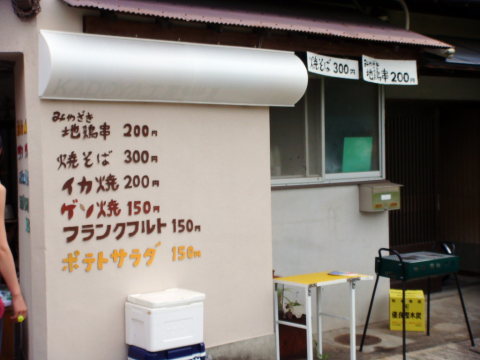 みやざき
地鶏串 200円
焼そば 300円
イカ焼 200円
ゲソ焼 150円
フランクフルト 150円
ポテトサラダ 150円
焼そば 300円
みやざき
地鶏串 200円